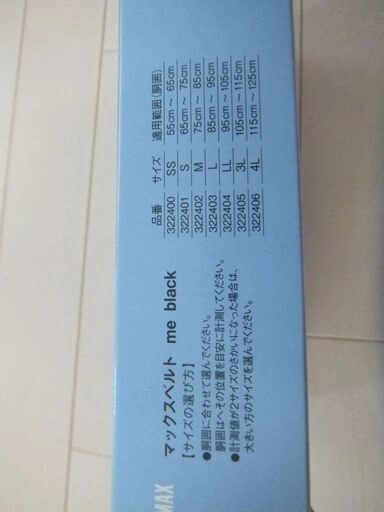 マックスベルト me black
【サイズの選び方】
●胴囲に合わせて選んでください。
胴囲はへその位置を目安に計測してください。
●計測値が2サイズのさかいになった場合は、
大きい方のサイズを選んでください。
品番 サイズ 適用範囲(胴囲)
322400 SS 55cm～ 65cm
322401 S 65cm～ 75cm
322402 M 75cm～ 85cm
322403 L 85cm～ 95cm
322404 LL 95cm～105cm
322405 3L 105cm～115cm
322406 4L 115cm～125cm
MAX